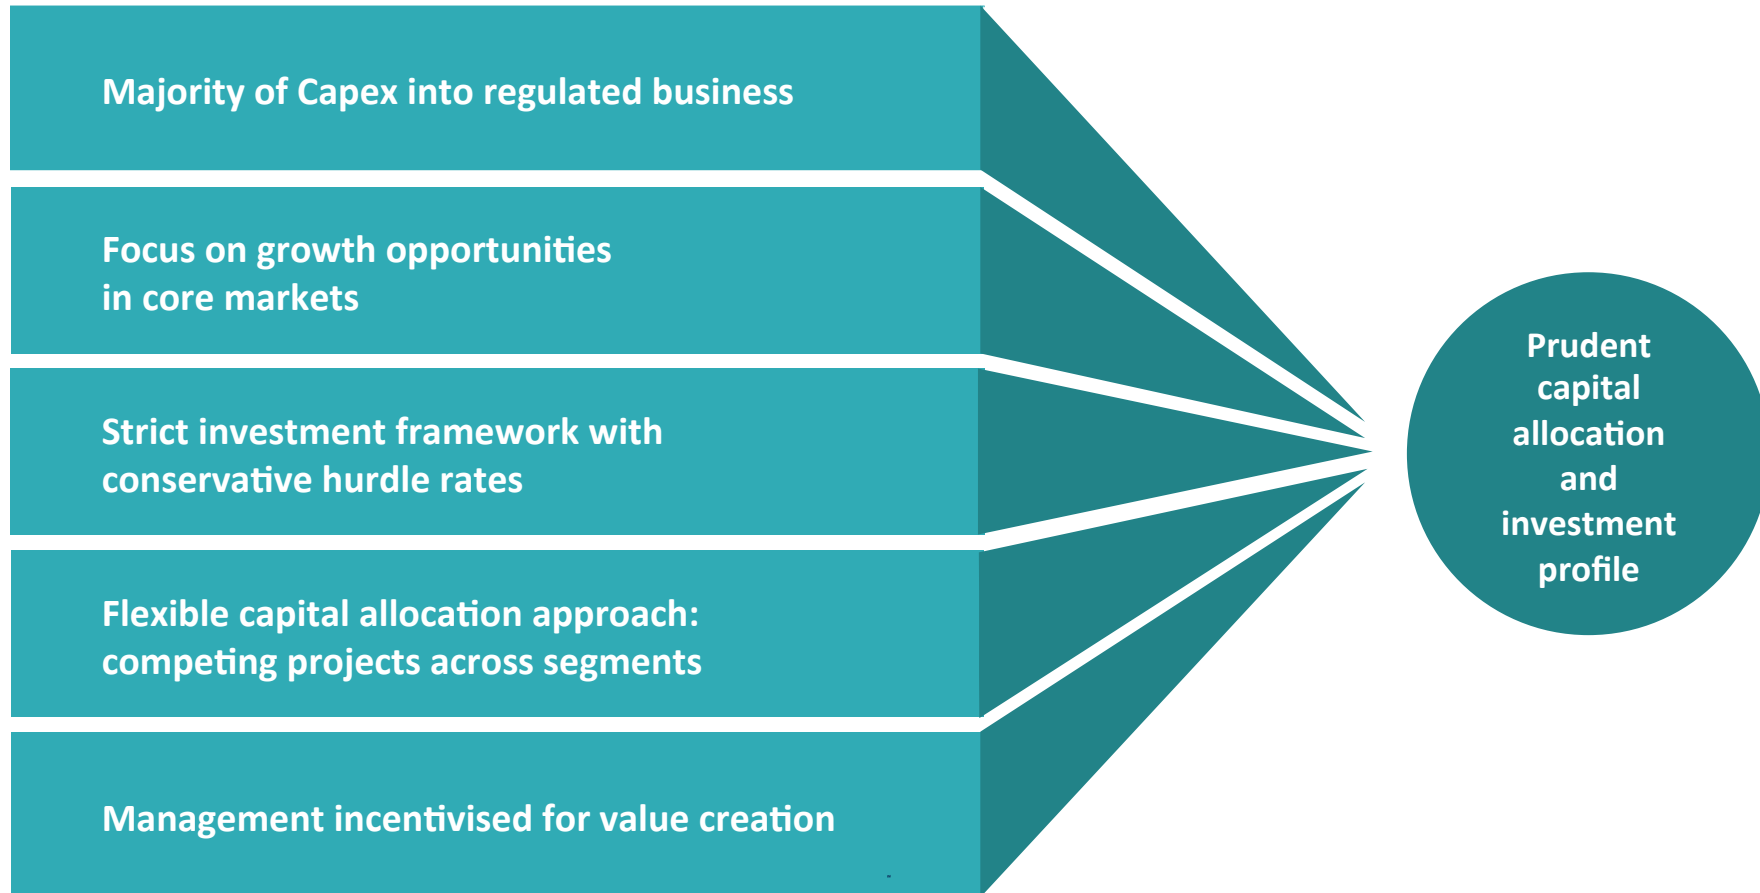 Majority of Capex into regulated business
Focus on growth opportunities
in core markets
Strict investment framework with
conservative hurdle rates
Flexible capital allocation approach:
competing projects across segments
Management incentivised for value creation
Prudent
capital
allocation
and
investment
profile